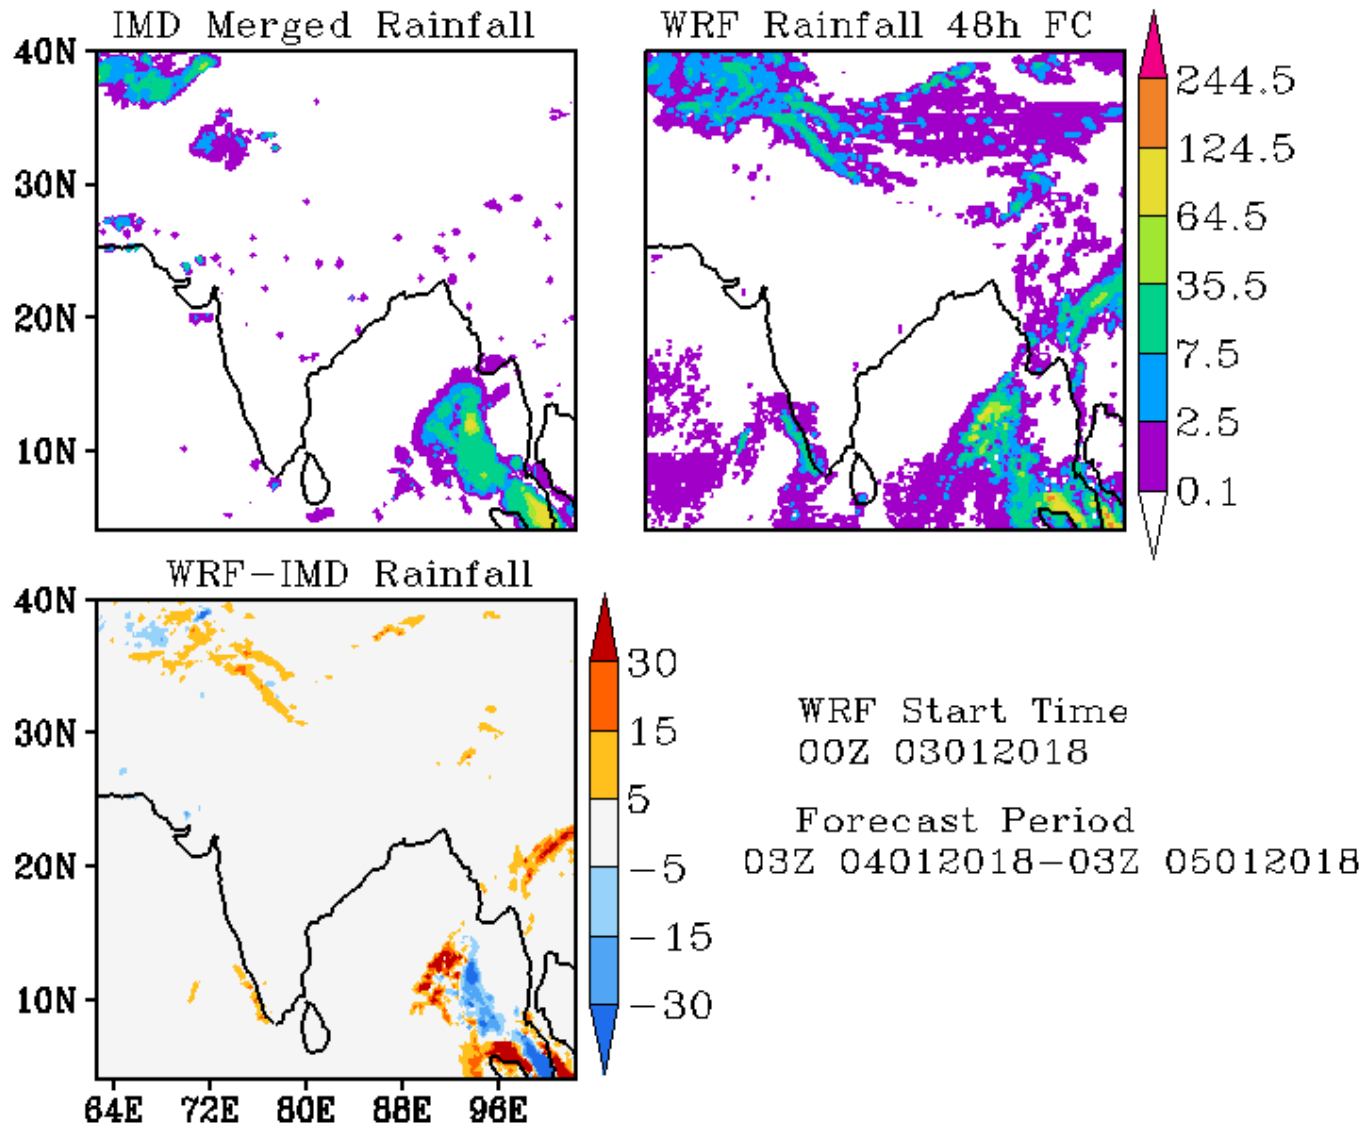 IMD Merged Rainfall
WRF Rainfall 48h FC
40N
30N
20N
10N
244.5
124.5
64.5
35.5
7.5
2.5
0.1
WRF-IMD Rainfall
40N
30N
20N
10N
64E 72E 80E 88E 96E
30
15
5
-5
-15
-30
WRF Start Time
00Z 03012018
Forecast Period
03Z 04012018-03Z 05012018